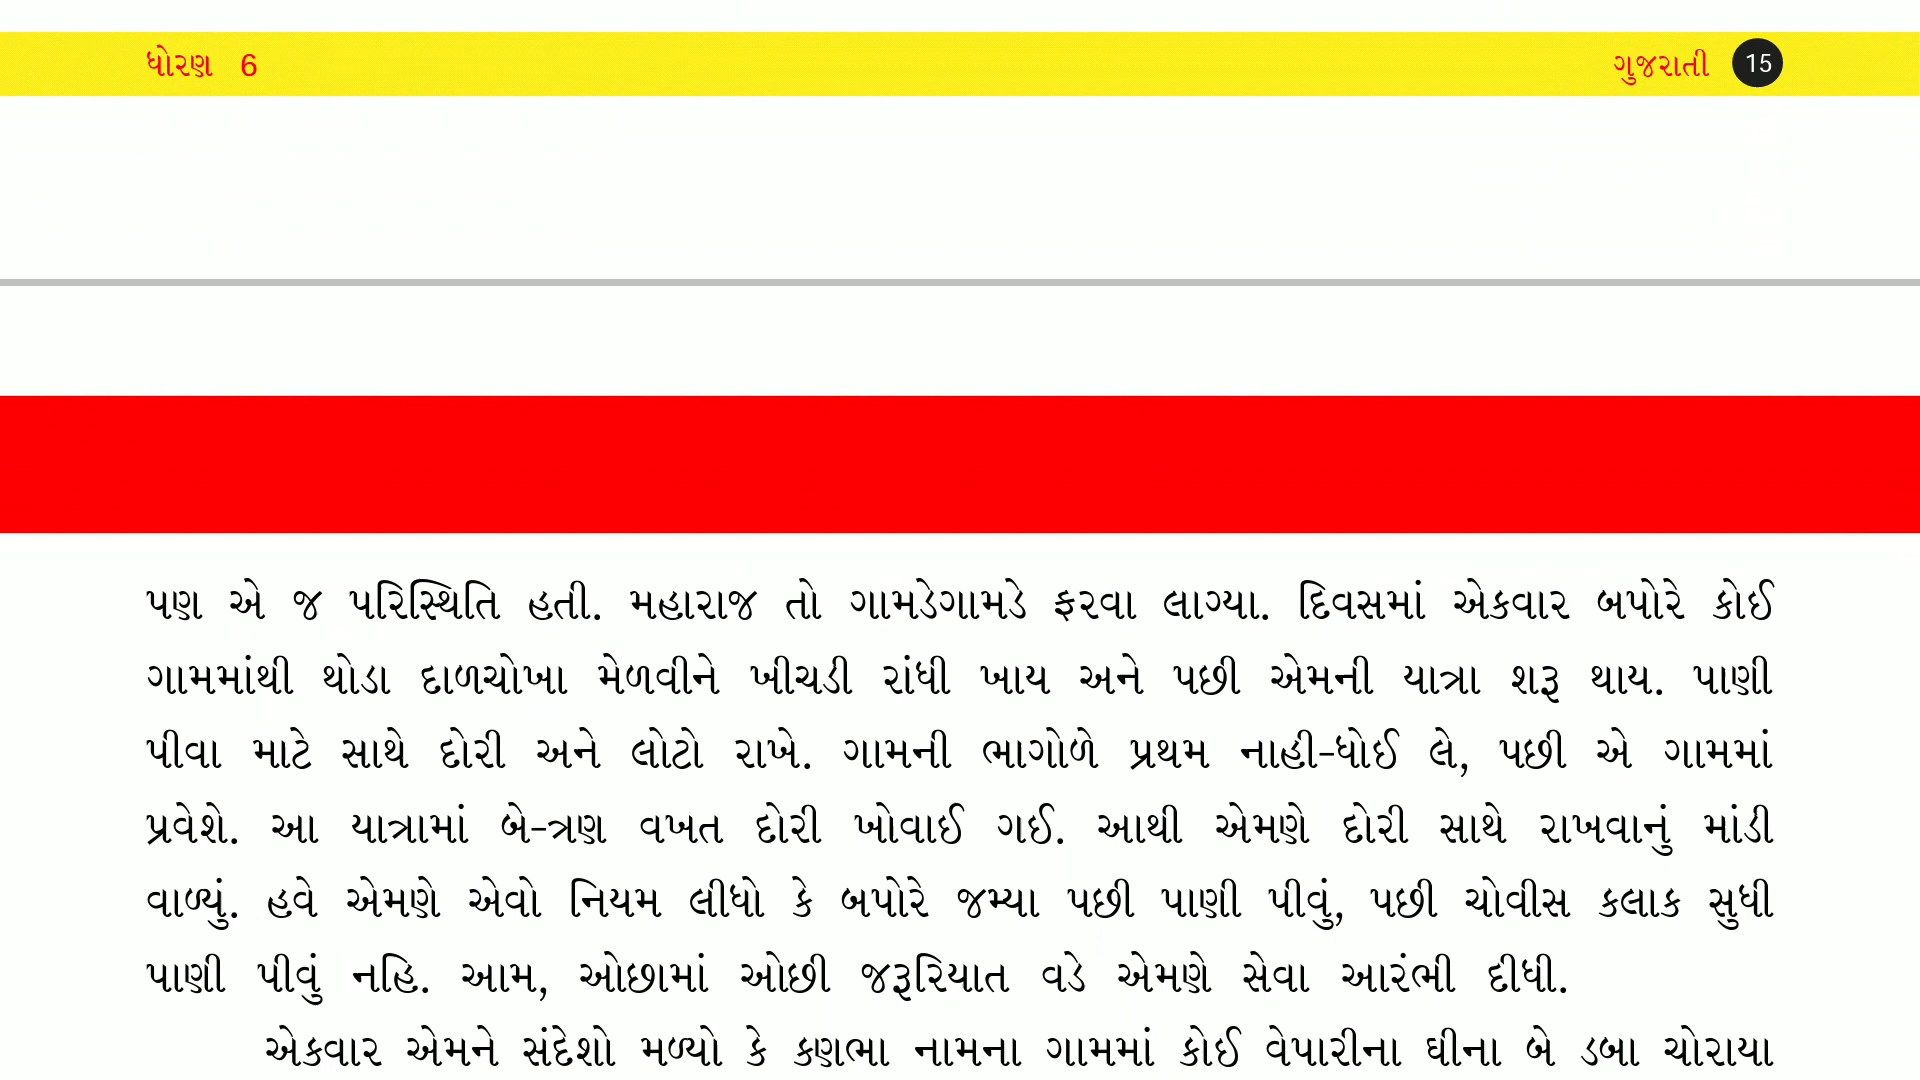 ધોરણ 6 ગુજરાતી 15
પણ એ જ પરિસ્થિતિ હતી. મહારાજ તો ગામડેગામડે ફરવા લાગ્યા. દિવસમાં એકવાર બપોરે કોઈ
ગામમાંથી થોડા દાળચોખા મેળવીને ખીચડી રાંધી ખાય અને પછી એમની યાત્રા શરૂ થાય. પાણી
પીવા માટે સાથે દોરી અને લોટો રાખે. ગામની ભાગોળે પ્રથમ નાહી-ધોઈ લે, પછી એ ગામમાં
પ્રવેશે. આ યાત્રામાં બે-ત્રણ વખત દોરી ખોવાઈ ગઈ. આથી એમણે દોરી સાથે રાખવાનું માંડી
વાળ્યું. હવે એમણે એવો નિયમ લીધો કે બપોરે જમ્યા પછી પાણી પીવું, પછી ચોવીસ કલાક સુધી
પાણી પીવું નહિ. આમ, ઓછામાં ઓછી જરૂરિયાત વડે એમણે સેવા આરંભી દીધી.
એકવાર એમને સંદેશો મળ્યો કે કણભા નામના ગામમાં કોઈ વેપારીના ઘીના બે ડબા ચોરાયા